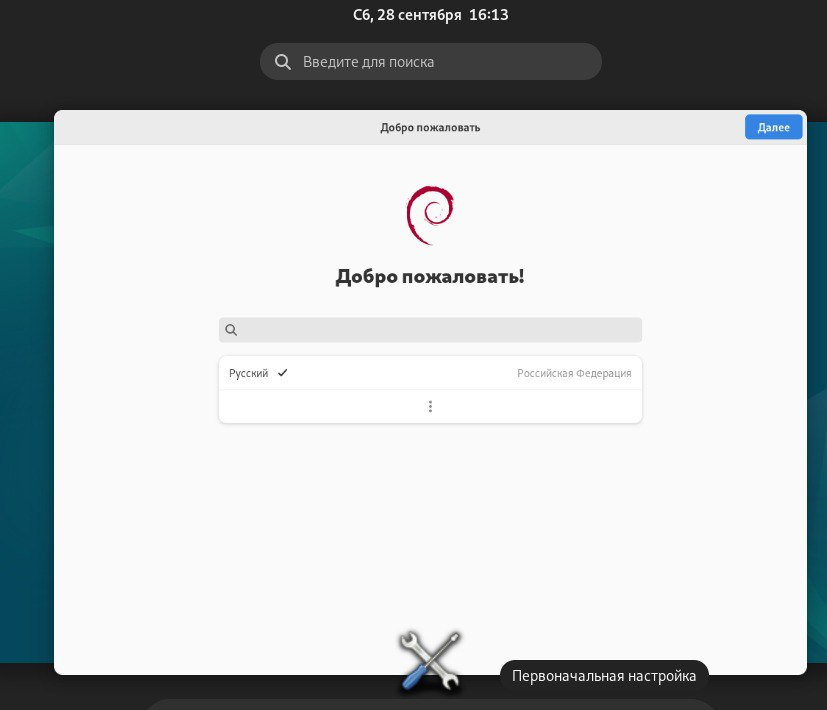 Сб, 28 сентября 16:13
Введите для поиска
Добро пожаловать
Далее
Добро пожаловать!
Русский
Российская Федерация
Первоначальная настройка